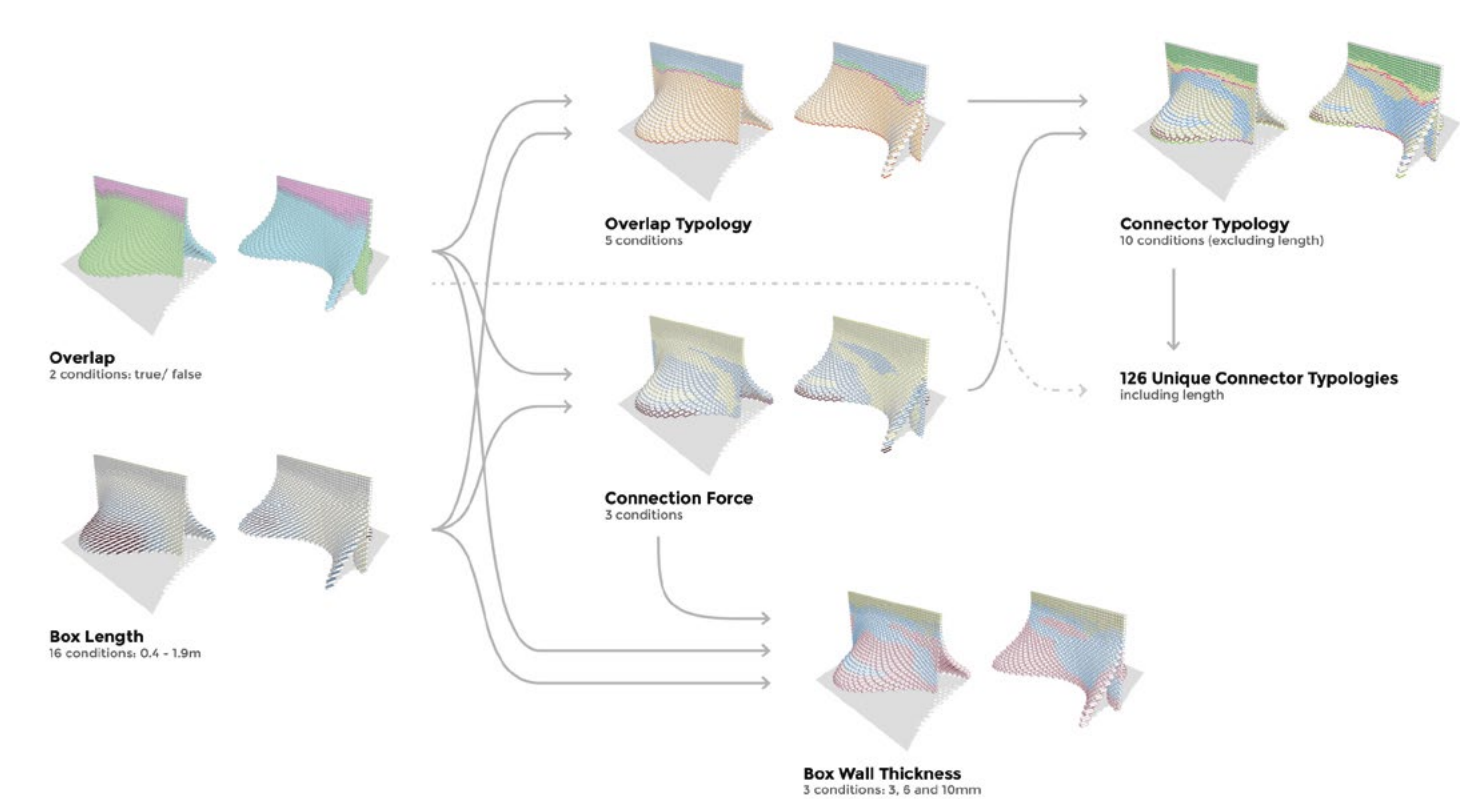 Overlap Typology
5 conditions
Connector Typology
10 conditions (excluding length)
Overlap
2 conditions: true/ false
126 Unique Connector Typologies
including length
Connection Force
3 conditions
Box Length
16 conditions: 0.4 - 1.9m
Box Wall Thickness
3 conditions: 3, 6 and 10mm